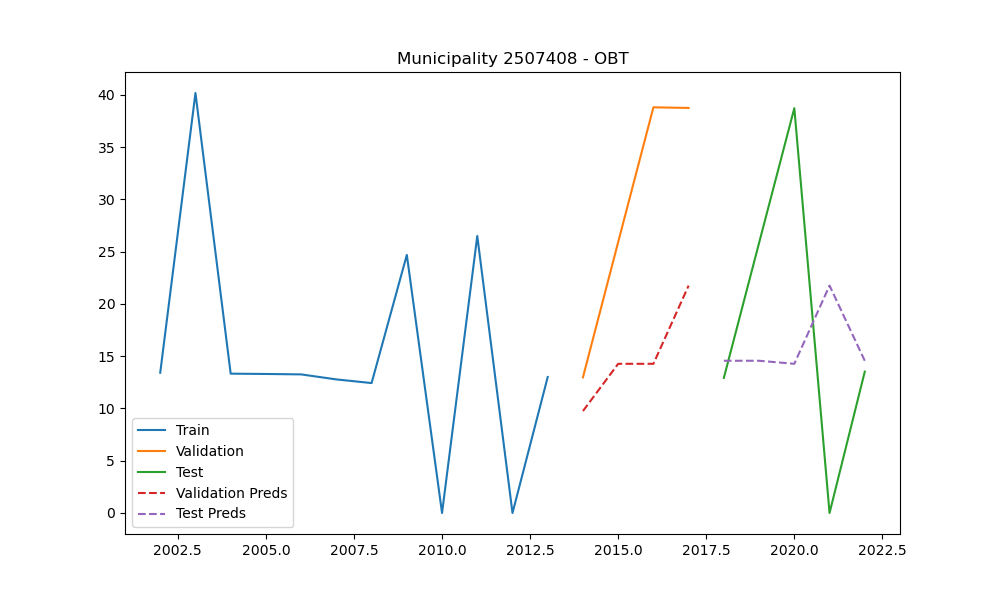 Municipality 2507408 - OBT
40
35
30
25
20
15
10
5
0
Train
Validation
Test
Validation Preds
Test Preds
2002.5 2005.0 2007.5 2010.0 2012.5 2015.0 2017.5 2020.0 2022.5